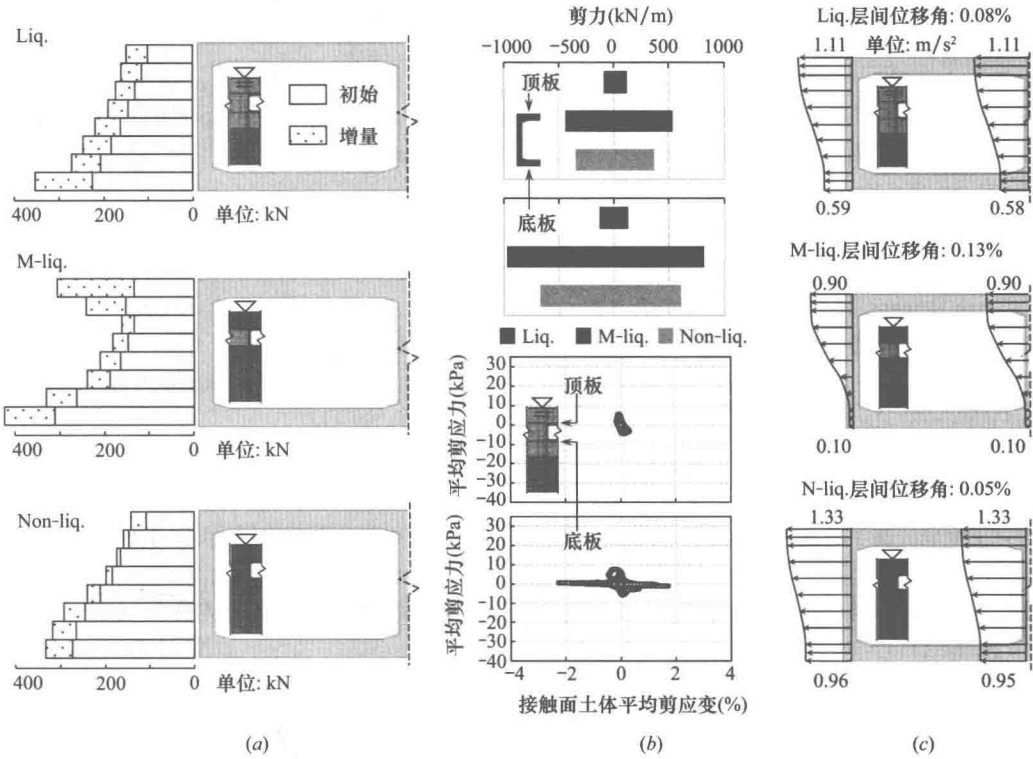 Liq.
初始
增量
400 200 0 单位: kN
M-liq.
400 200 0 单位: kN
Non-liq.
400 200 0 单位: kN
(a)
剪力(kN/m)
−1000 −500 0 500 1000
顶板
底板
Liq. M-liq. Non-liq.
平均剪应力(kPa)
30
20
10
0
−10
−20
−30
−40
顶板
平均剪应力(kPa)
30
20
10
0
−10
−20
−30
−40
底板
−4 −2 0 2 4
接触面土体平均剪应变(%)
(b)
Liq.层间位移角: 0.08%
1.11 单位: m/s² 1.11
0.59 0.58
M-liq.层间位移角: 0.13%
0.90 0.90
0.10 0.10
N-liq.层间位移角: 0.05%
1.33 1.33
0.96 0.95
(c)